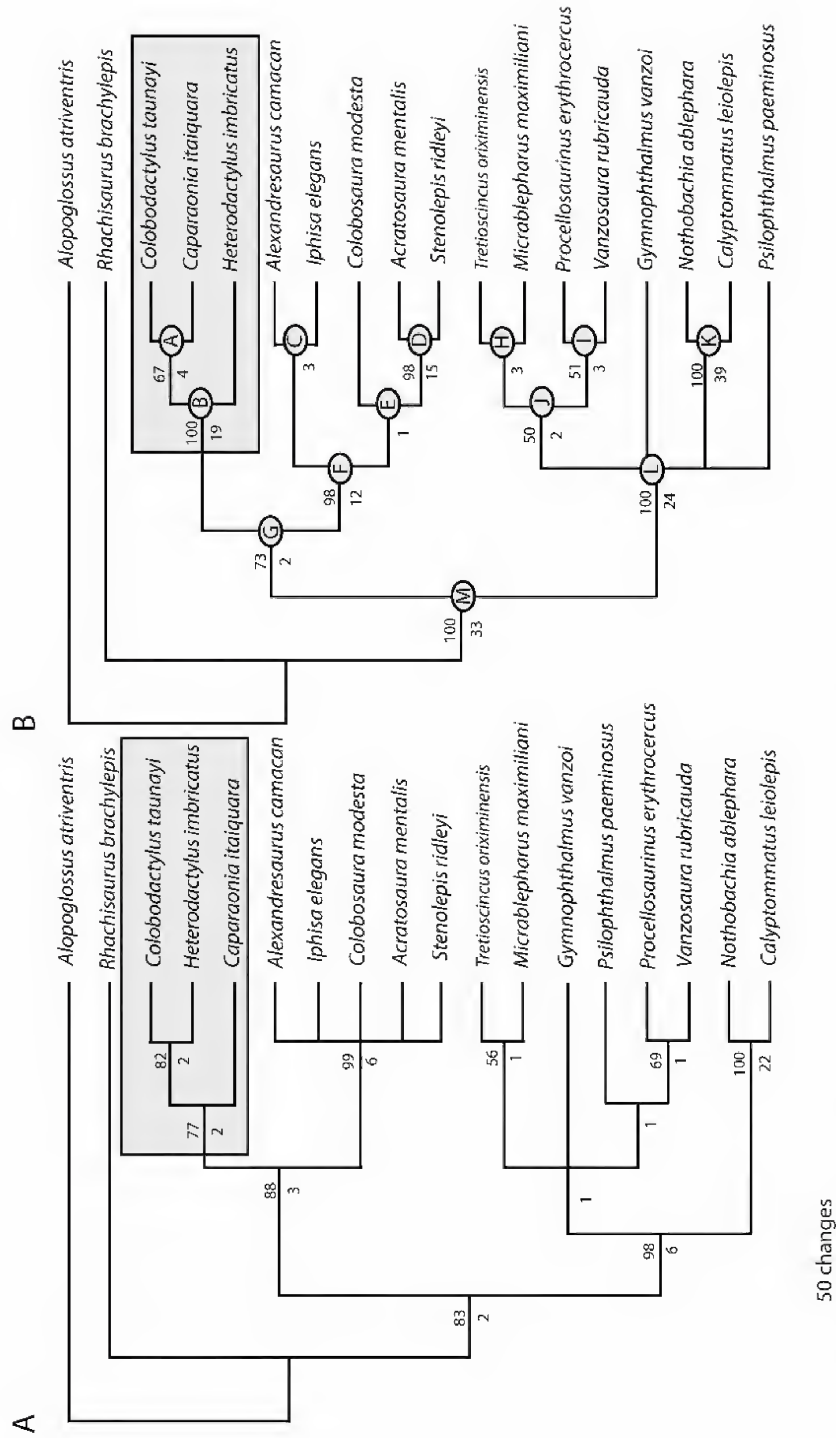 A
Alopoglossus atriventris
Rhachisaurus brachylepis
Colobodactylus taunayi
Heterodactylus imbricatus
Caparaonia itaiquara
Alexandresaurus camacan
Iphisa elegans
Colobosaura modesta
Acratosaura mentalis
Stenolepis ridleyi
Tretioscincus oriximinensis
Micrablepharus maximiliani
Gymnophthalmus vanzoi
Psilophthalmus paeminosus
Procellosaurinus erythrocercus
Vanzosaura rubricauda
Nothobachia ablephara
Calyptommatus leiolepis
82
2
77
2
88
3
99
6
83
2
56
1
1
69
1
1
98
6
100
22
50 changes
B
Alopoglossus atriventris
Rhachisaurus brachylepis
Colobodactylus taunayi
Caparaonia itaiquara
Heterodactylus imbricatus
Alexandresaurus camacan
Iphisa elegans
Colobosaura modesta
Acratosaura mentalis
Stenolepis ridleyi
Tretioscincus oriximinensis
Micrablepharus maximiliani
Procellosaurinus erythrocercus
Vanzosaura rubricauda
Gymnophthalmus vanzoi
Nothobachia ablephara
Calyptommatus leiolepis
Psilophthalmus paeminosus
67
A
4
100
B
19
C
3
98
D
15
E
1
98
F
12
73
G
2
H
3
51
I
3
50
J
2
100
K
39
100
L
24
100
M
33